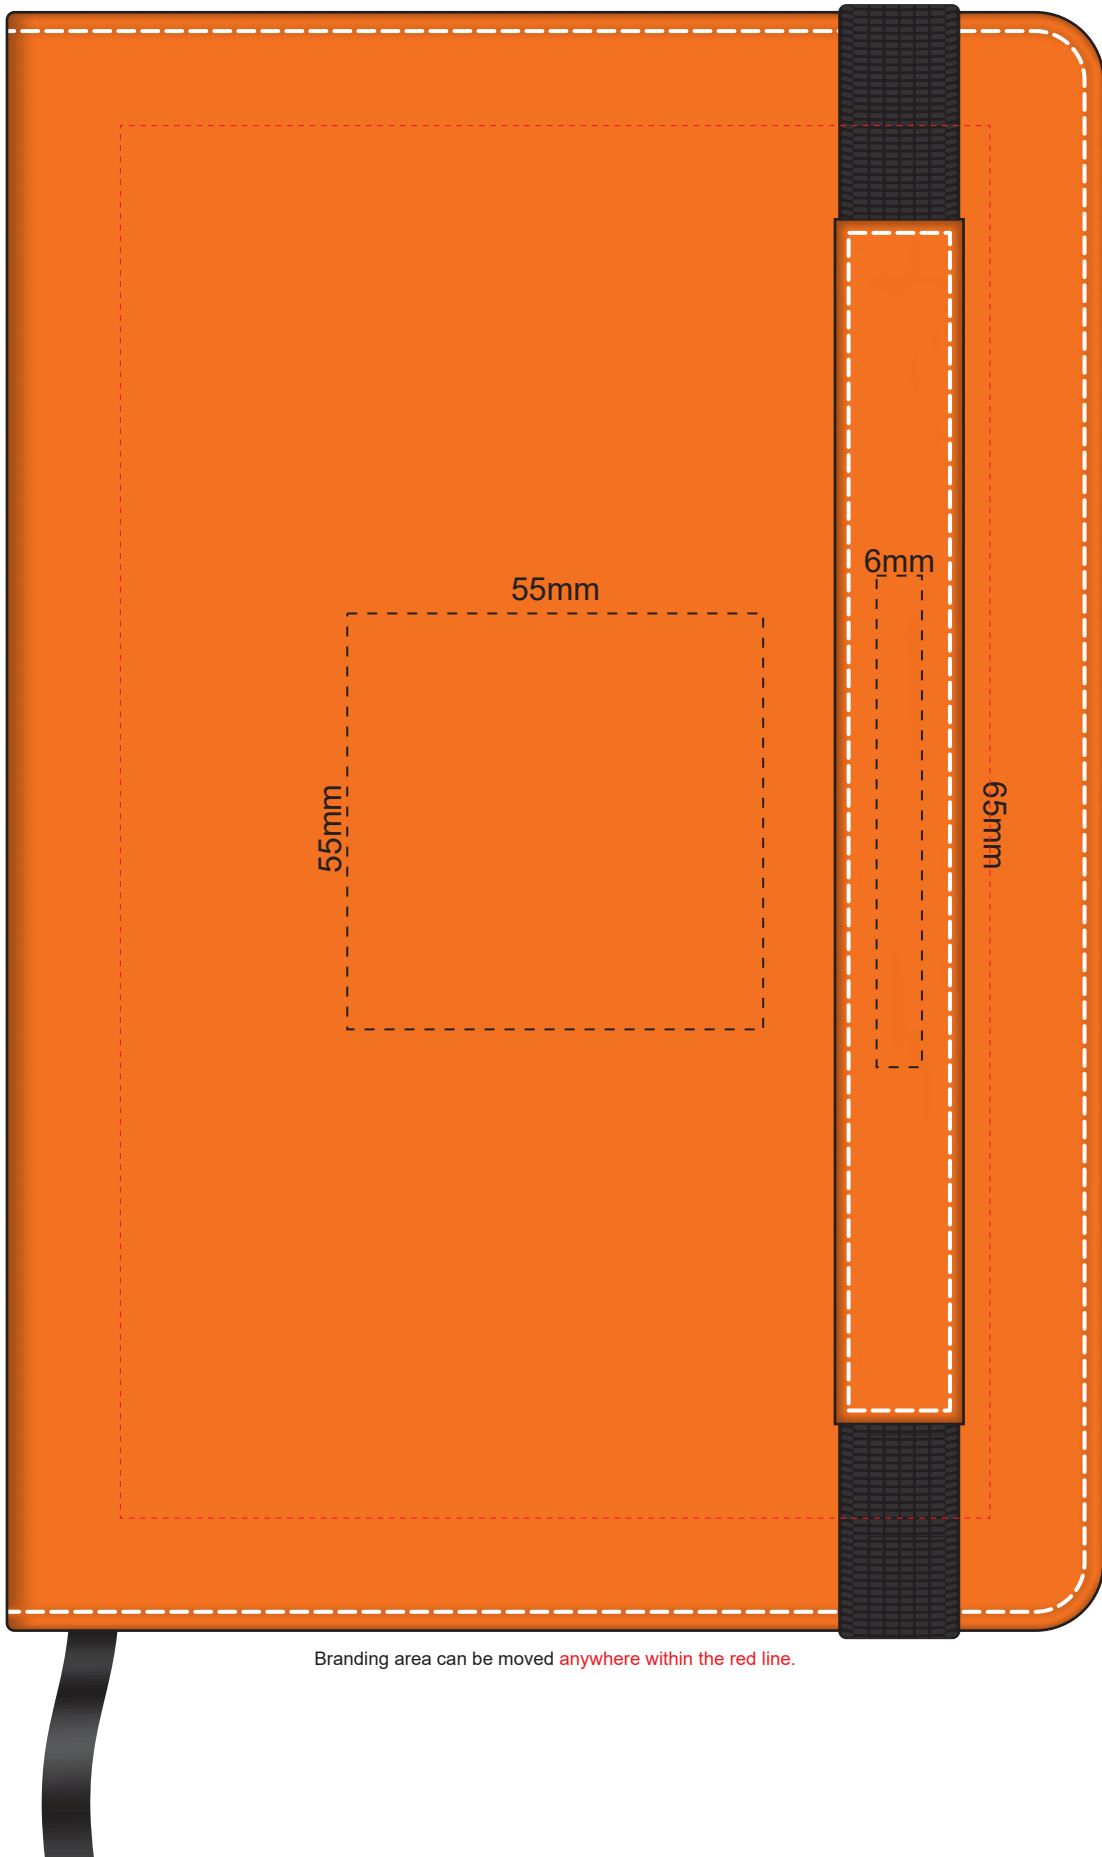 6mm
55mm
55mm
65mm
Branding area can be moved anywhere within the red line.